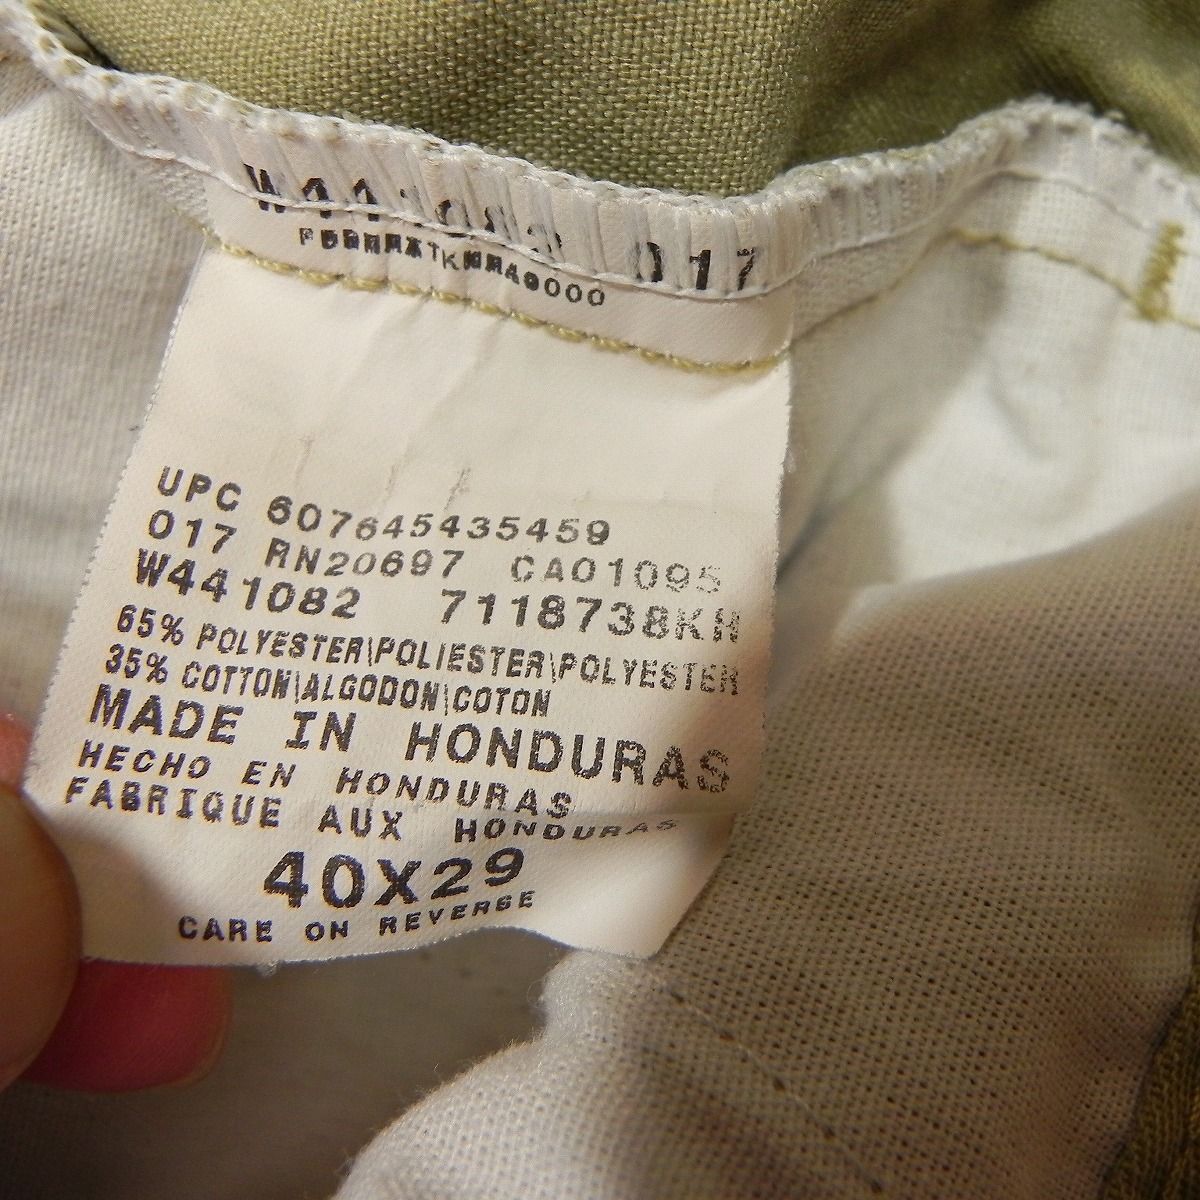 W441082 017
UPC 607645435459
017 RN20697 CA01095
W441082 7118738KH
65% POLYESTER\POLIESTER\POLYESTER
35% COTTON\ALGODON\COTON
MADE IN HONDURAS
HECHO EN HONDURAS
FABRIQUE AUX HONDURAS
40X29
CARE ON REVERSE